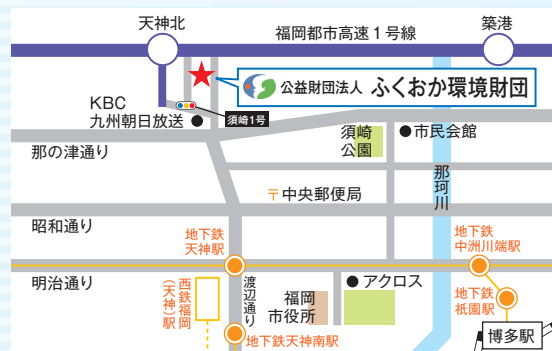 天神北
福岡都市高速1号線
築港
公益財団法人 ふくおか環境財団
KBC
九州朝日放送
須崎1号
須崎
公園
市民会館
那の津通り
那珂川
〒中央郵便局
昭和通り
地下鉄
天神駅
地下鉄
中洲川端駅
明治通り
西鉄福岡
(天神)駅
渡辺通り
福岡
市役所
アクロス
地下鉄
祇園駅
地下鉄天神南駅
博多駅